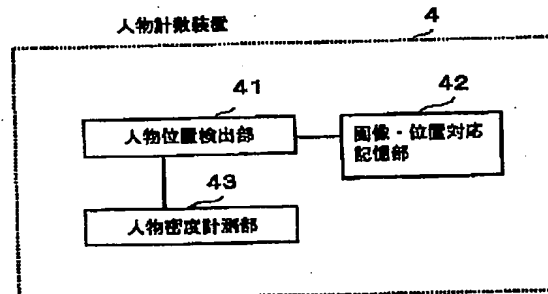 人物計数装置
4
41
42
人物位置検出部
画像・位置対応
記憶部
43
人物密度計測部